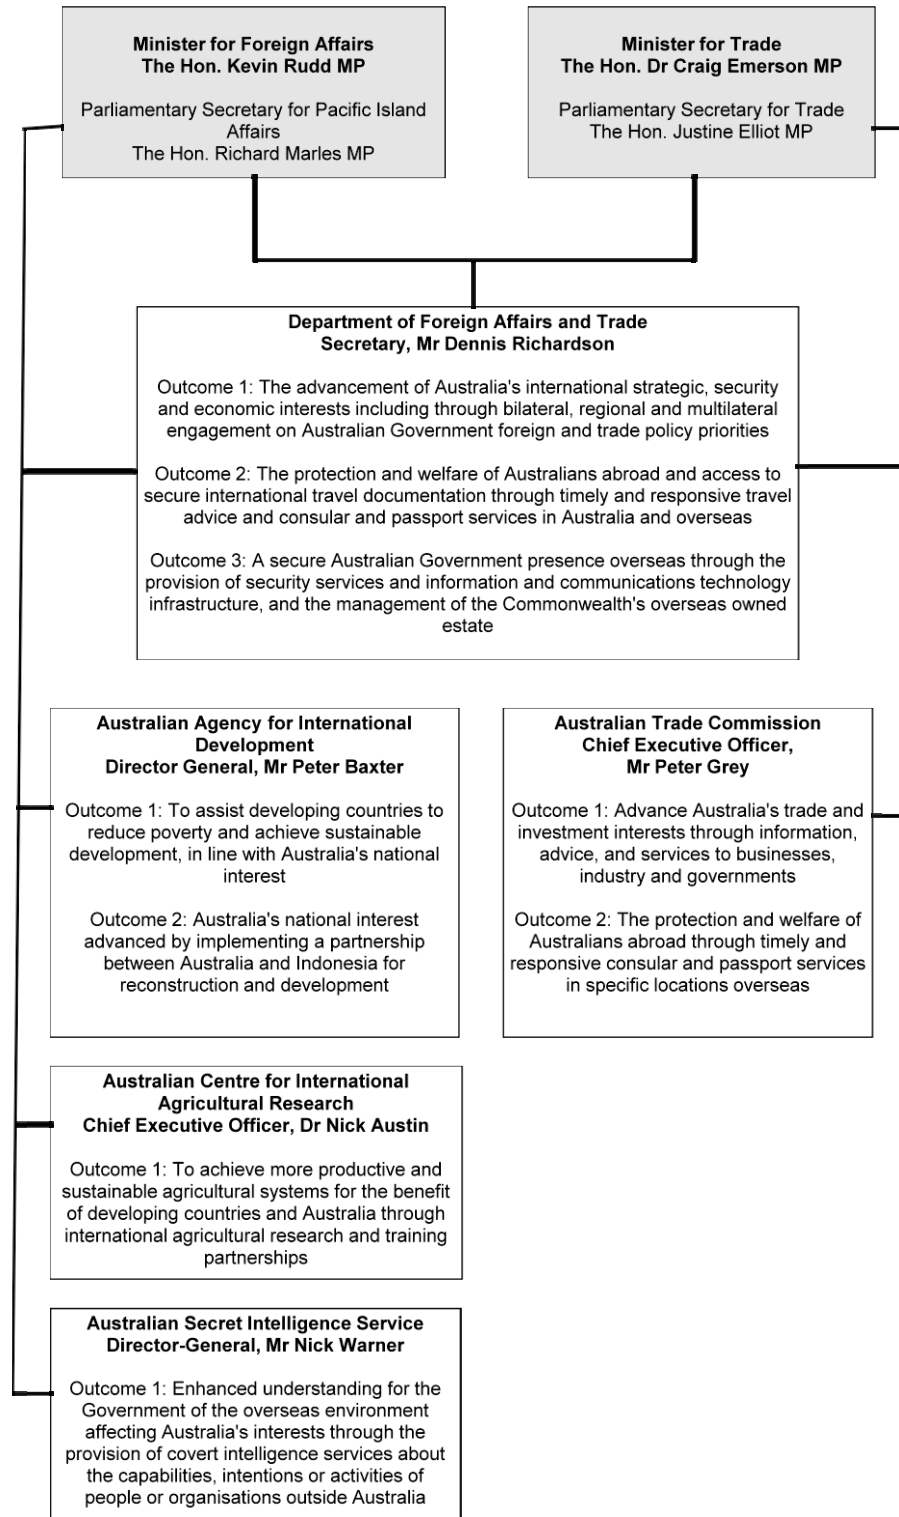 Minister for Foreign Affairs
The Hon. Kevin Rudd MP
Parliamentary Secretary for Pacific Island
Affairs
The Hon. Richard Marles MP
Minister for Trade
The Hon. Dr Craig Emerson MP
Parliamentary Secretary for Trade
The Hon. Justine Elliot MP
Department of Foreign Affairs and Trade
Secretary, Mr Dennis Richardson
Outcome 1: The advancement of Australia's international strategic, security
and economic interests including through bilateral, regional and multilateral
engagement on Australian Government foreign and trade policy priorities
Outcome 2: The protection and welfare of Australians abroad and access to
secure international travel documentation through timely and responsive travel
advice and consular and passport services in Australia and overseas
Outcome 3: A secure Australian Government presence overseas through the
provision of security services and information and communications technology
infrastructure, and the management of the Commonwealth's overseas owned
estate
Australian Agency for International
Development
Director General, Mr Peter Baxter
Outcome 1: To assist developing countries to
reduce poverty and achieve sustainable
development, in line with Australia's national
interest
Outcome 2: Australia's national interest
advanced by implementing a partnership
between Australia and Indonesia for
reconstruction and development
Australian Trade Commission
Chief Executive Officer,
Mr Peter Grey
Outcome 1: Advance Australia's trade and
investment interests through information,
advice, and services to businesses,
industry and governments
Outcome 2: The protection and welfare of
Australians abroad through timely and
responsive consular and passport services
in specific locations overseas
Australian Centre for International
Agricultural Research
Chief Executive Officer, Dr Nick Austin
Outcome 1: To achieve more productive and
sustainable agricultural systems for the benefit
of developing countries and Australia through
international agricultural research and training
partnerships
Australian Secret Intelligence Service
Director-General, Mr Nick Warner
Outcome 1: Enhanced understanding for the
Government of the overseas environment
affecting Australia's interests through the
provision of covert intelligence services about
the capabilities, intentions or activities of
people or organisations outside Australia